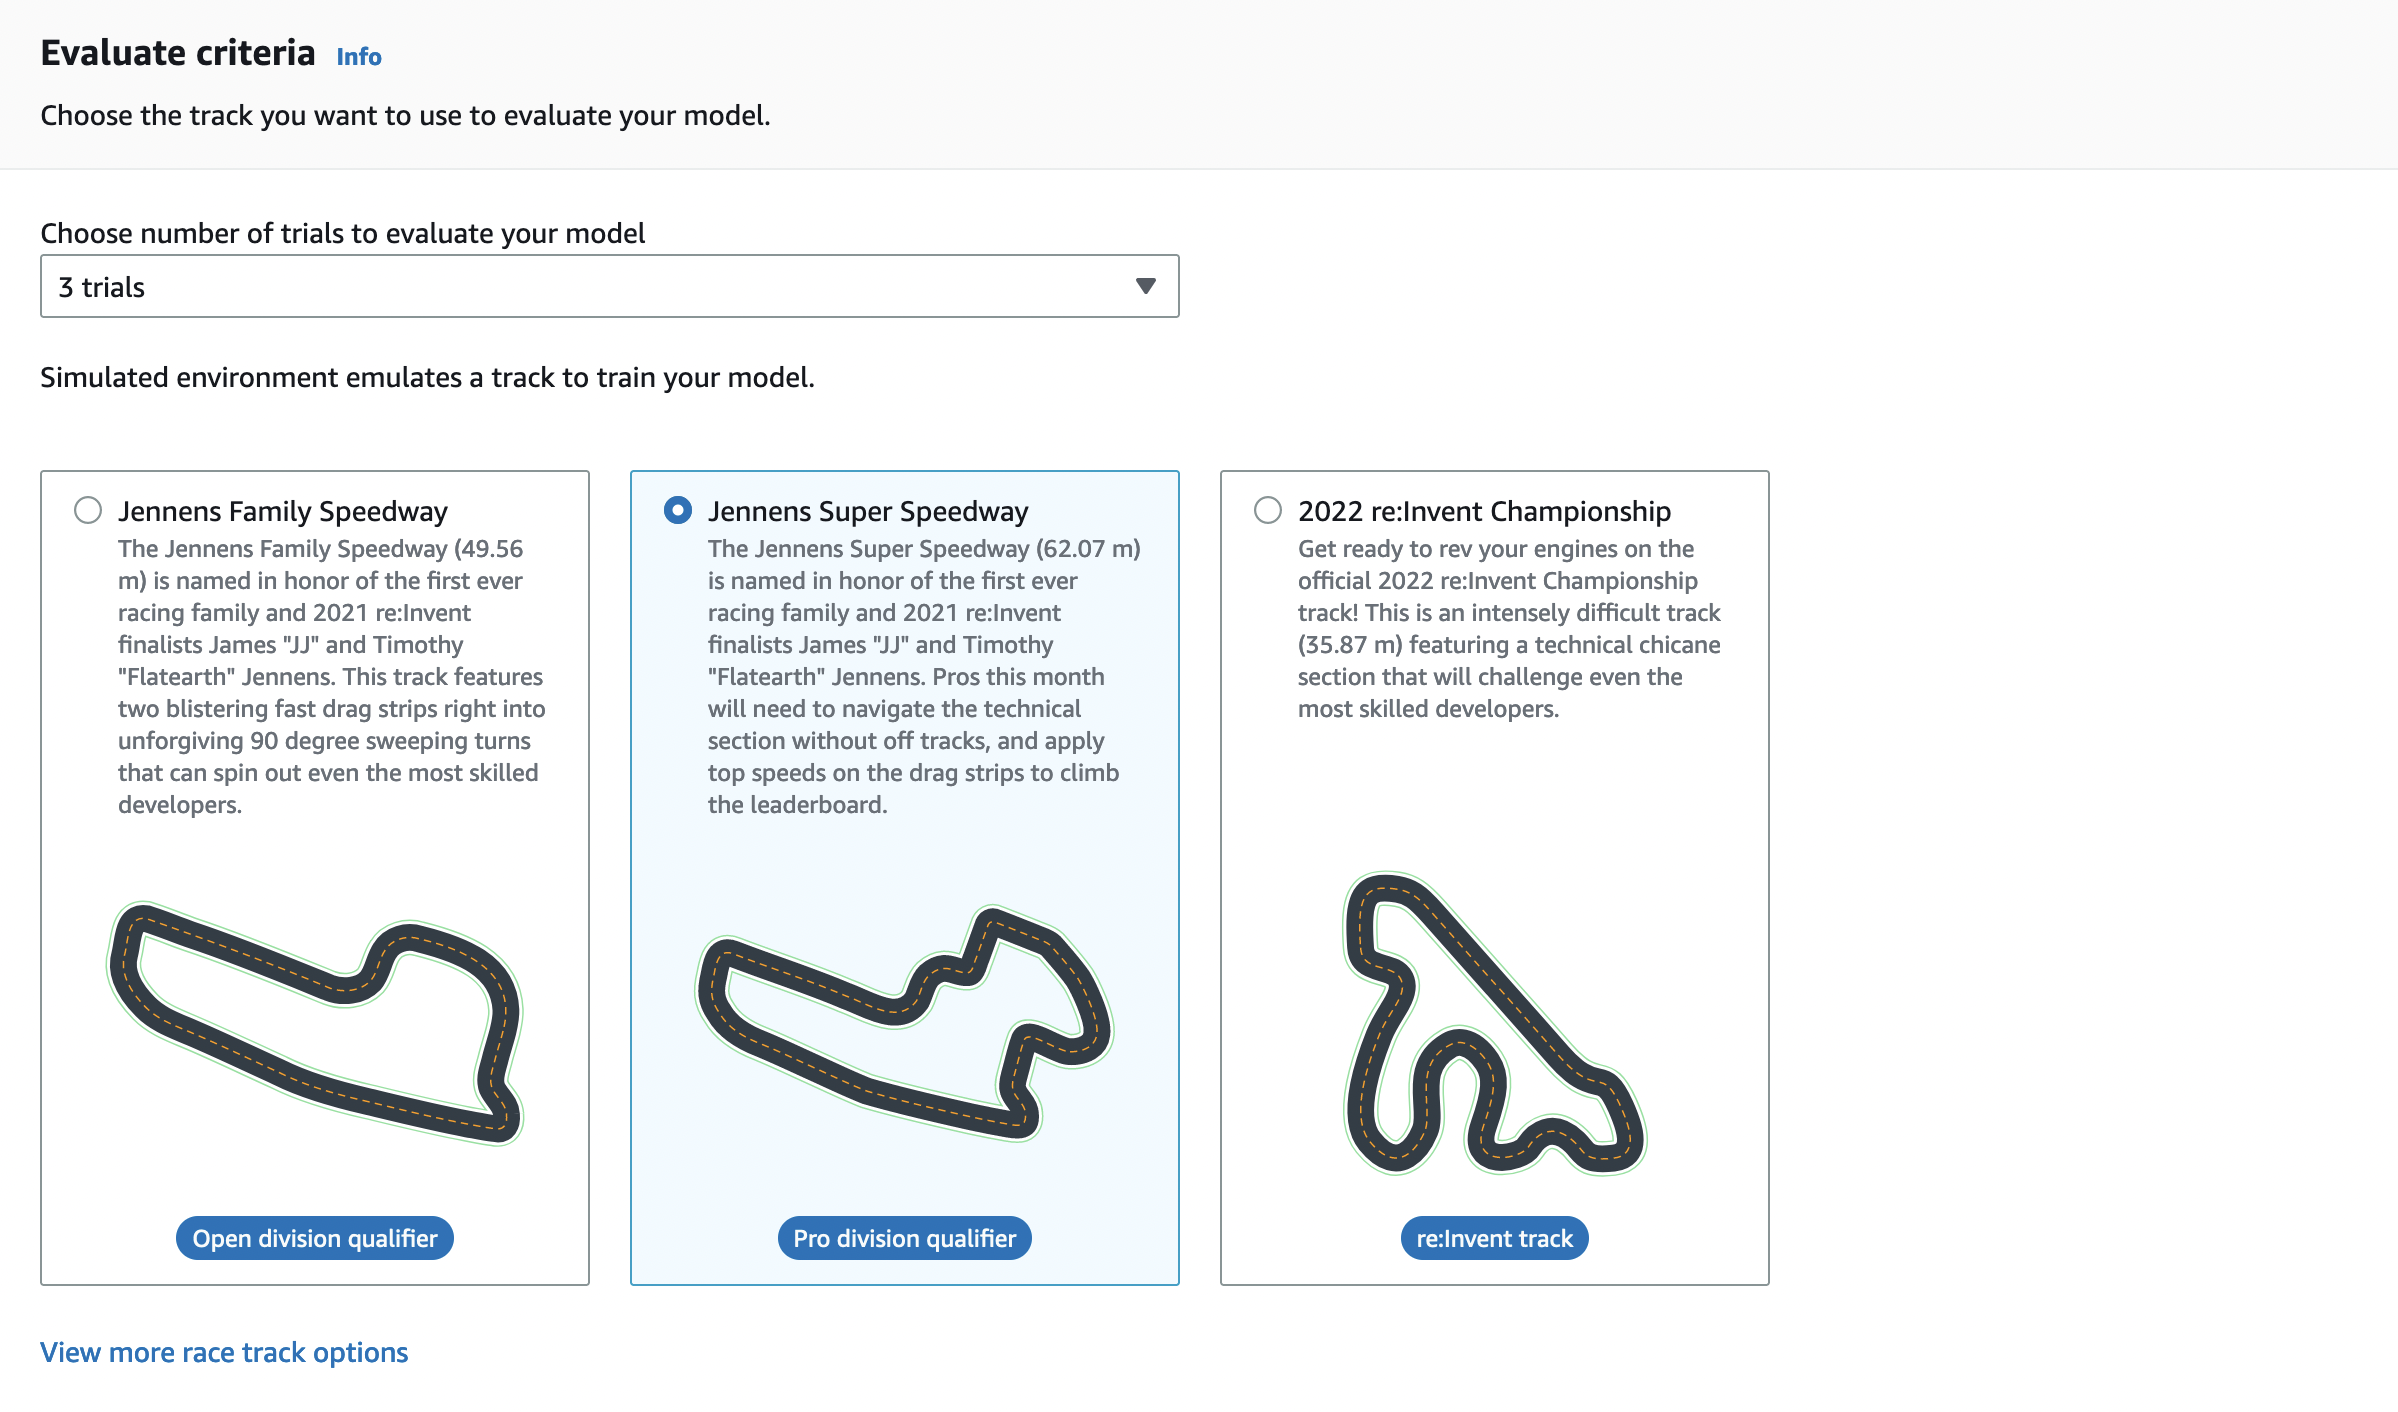 Evaluate criteria Info
Choose the track you want to use to evaluate your model.
Choose number of trials to evaluate your model
3 trials
Simulated environment emulates a track to train your model.
Jennens Family Speedway
The Jennens Family Speedway (49.56
m) is named in honor of the first ever
racing family and 2021 re:Invent
finalists James "JJ" and Timothy
"Flatearth" Jennens. This track features
two blistering fast drag strips right into
unforgiving 90 degree sweeping turns
that can spin out even the most skilled
developers.
Open division qualifier
Jennens Super Speedway
The Jennens Super Speedway (62.07 m)
is named in honor of the first ever
racing family and 2021 re:Invent
finalists James "JJ" and Timothy
"Flatearth" Jennens. Pros this month
will need to navigate the technical
section without off tracks, and apply
top speeds on the drag strips to climb
the leaderboard.
Pro division qualifier
2022 re:Invent Championship
Get ready to rev your engines on the
official 2022 re:Invent Championship
track! This is an intensely difficult track
(35.87 m) featuring a technical chicane
section that will challenge even the
most skilled developers.
re:Invent track
View more race track options